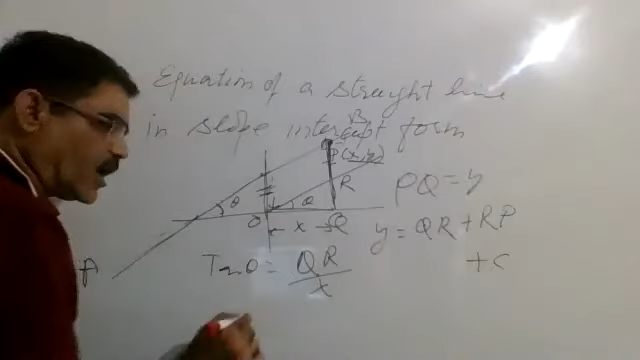 Equation of a straight line
in slope intercept form
B
P(x,y)
R
PQ = y
θ
θ
O
x
Q
y = QR + RP
A
Tan θ = QR
x
+ c